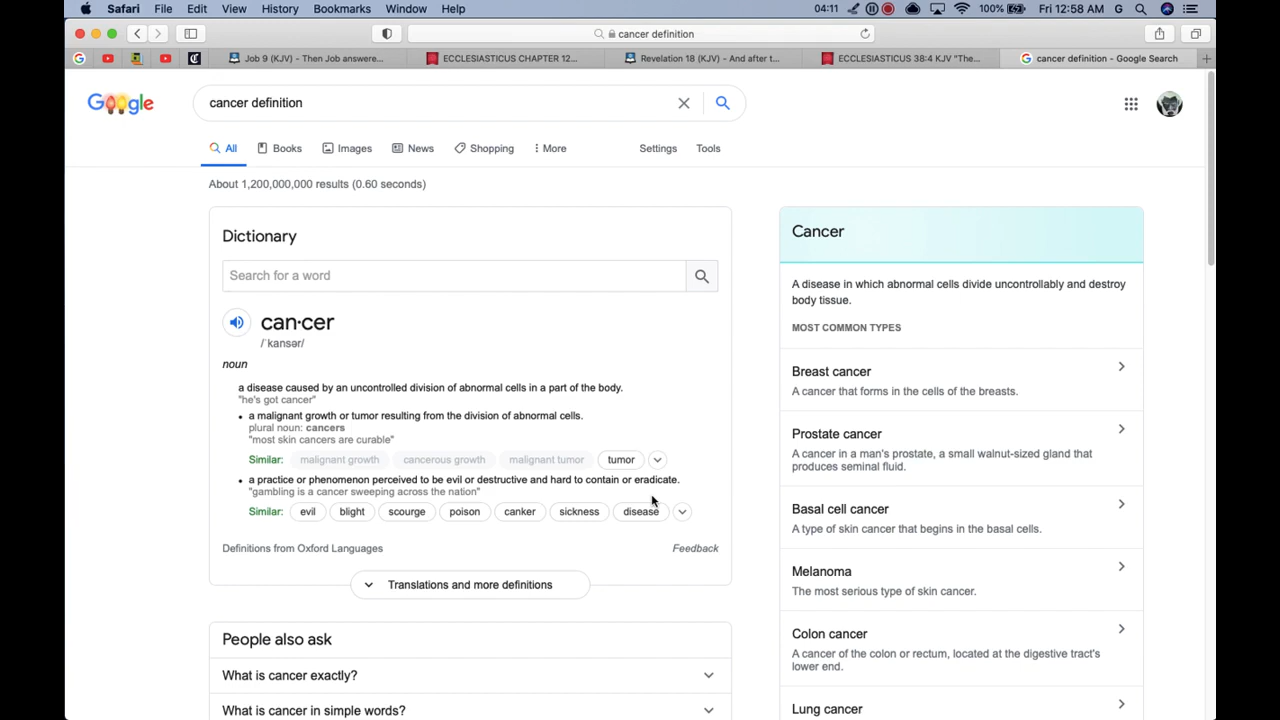 Safari File Edit View History Bookmarks Window Help 04:11 100% Fri 12:58 AM G
cancer definition
Job 9 (KJV) - Then Job answere... ECCLESIASTICUS CHAPTER 12... Revelation 18 (KJV) - And after t... ECCLESIASTICUS 38:4 KJV "The... cancer definition - Google Search
Google
cancer definition
All Books Images News Shopping More Settings Tools
About 1,200,000,000 results (0.60 seconds)
Dictionary
Search for a word
can·cer
/ˈkansər/
noun
a disease caused by an uncontrolled division of abnormal cells in a part of the body.
"he's got cancer"
• a malignant growth or tumor resulting from the division of abnormal cells.
plural noun: cancers
"most skin cancers are curable"
Similar: malignant growth cancerous growth malignant tumor tumor
• a practice or phenomenon perceived to be evil or destructive and hard to contain or eradicate.
"gambling is a cancer sweeping across the nation"
Similar: evil blight scourge poison canker sickness disease
Definitions from Oxford Languages Feedback
Translations and more definitions
People also ask
What is cancer exactly?
What is cancer in simple words?
Cancer
A disease in which abnormal cells divide uncontrollably and destroy
body tissue.
MOST COMMON TYPES
Breast cancer
A cancer that forms in the cells of the breasts.
Prostate cancer
A cancer in a man's prostate, a small walnut-sized gland that
produces seminal fluid.
Basal cell cancer
A type of skin cancer that begins in the basal cells.
Melanoma
The most serious type of skin cancer.
Colon cancer
A cancer of the colon or rectum, located at the digestive tract's
lower end.
Lung cancer